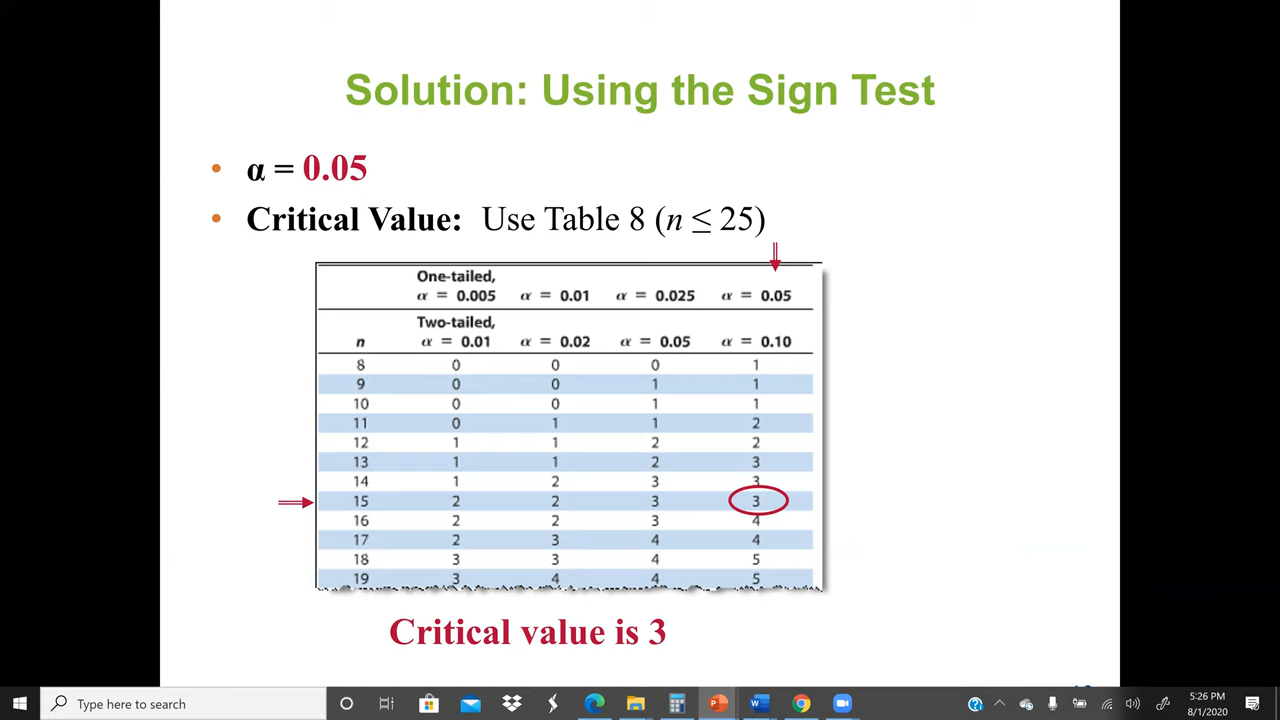 Solution: Using the Sign Test
• α = 0.05
• Critical Value: Use Table 8 (n ≤ 25)
One-tailed,
α = 0.005 α = 0.01 α = 0.025 α = 0.05
Two-tailed,
n α = 0.01 α = 0.02 α = 0.05 α = 0.10
8 0 0 0 1
9 0 0 1 1
10 0 0 1 1
11 0 1 1 2
12 1 1 2 2
13 1 1 2 3
14 1 2 3 3
15 2 2 3 3
16 2 2 3 4
17 2 3 4 4
18 3 3 4 5
19 3 4 4 5
Critical value is 3
Type here to search
5:26 PM
8/1/2020